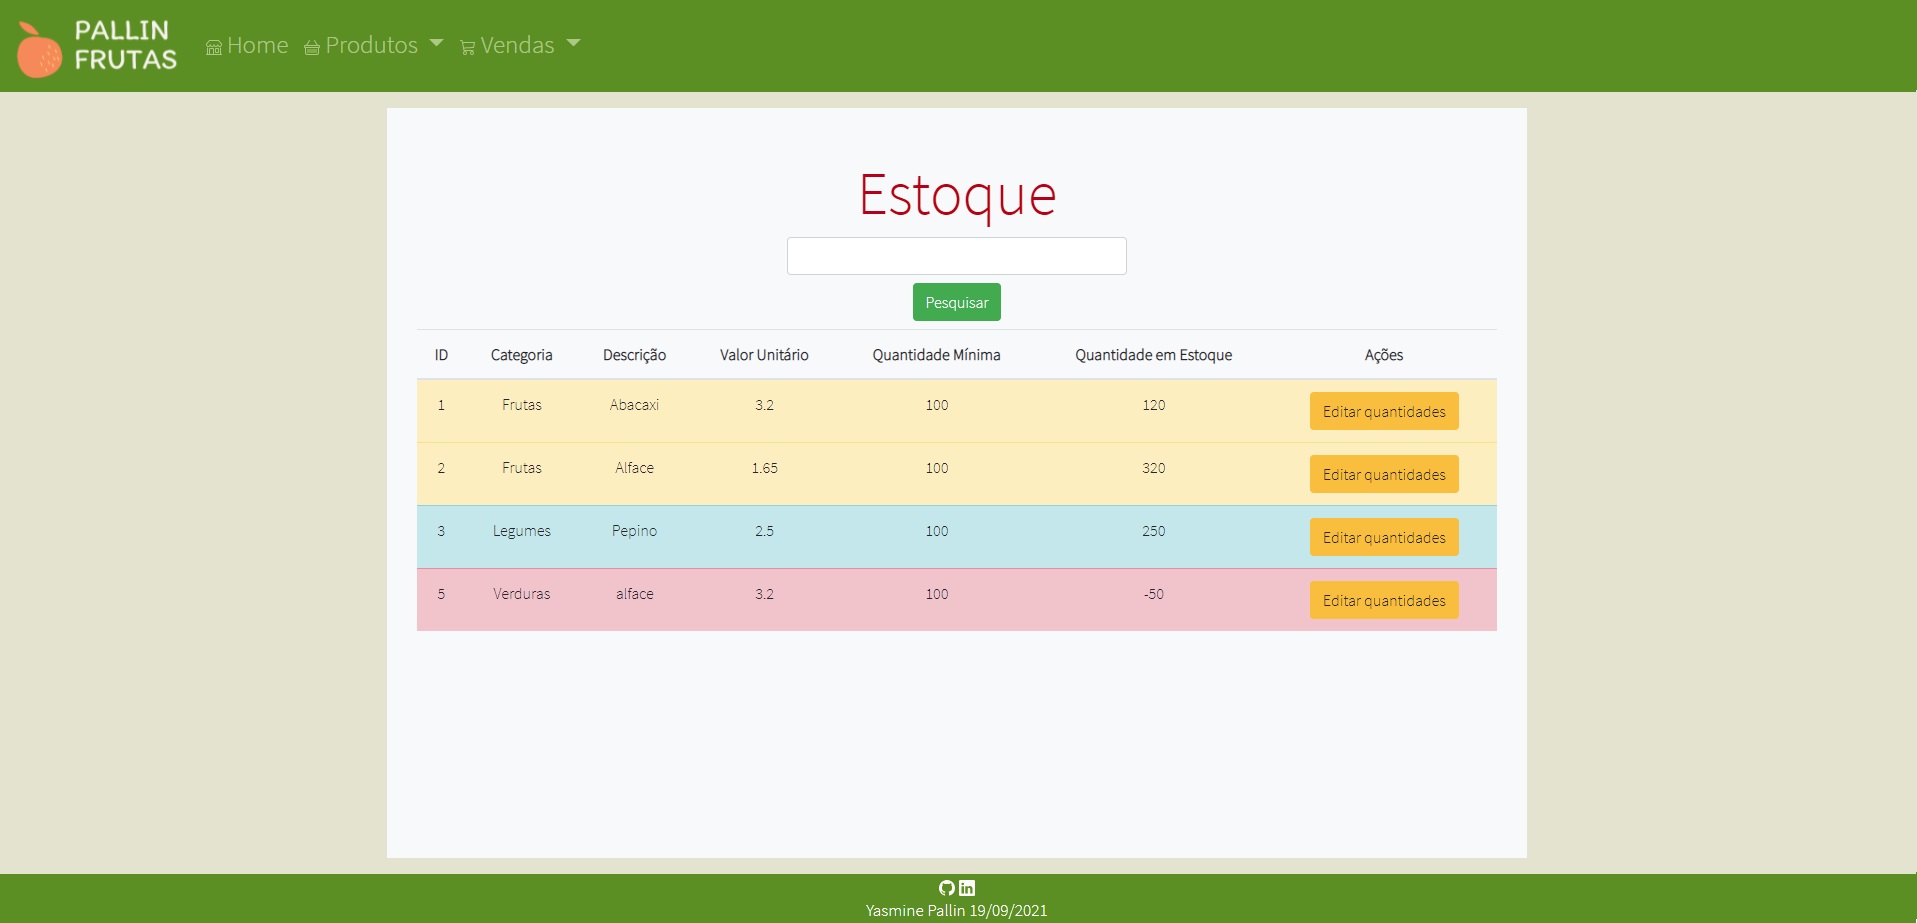 PALLIN
FRUTAS
Home Produtos Vendas
Estoque
Pesquisar
ID Categoria Descrição Valor Unitário Quantidade Mínima Quantidade em Estoque Ações
1 Frutas Abacaxi 3.2 100 120 Editar quantidades
2 Frutas Alface 1.65 100 320 Editar quantidades
3 Legumes Pepino 2.5 100 250 Editar quantidades
5 Verduras alface 3.2 100 -50 Editar quantidades
Yasmine Pallin 19/09/2021